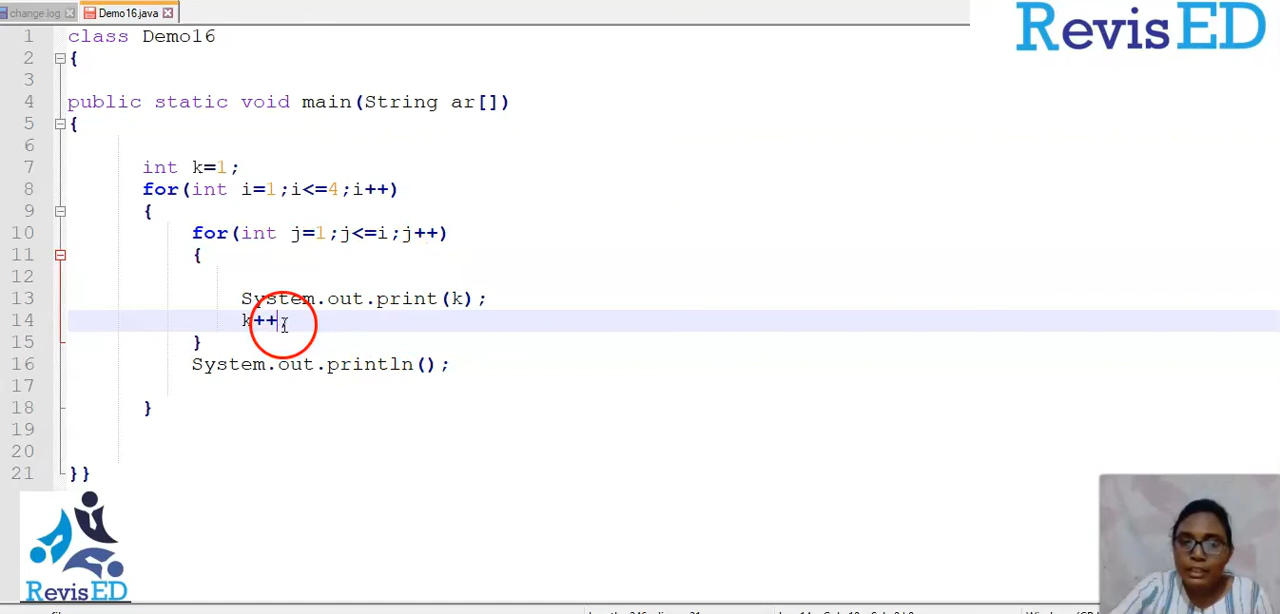 change.log
Demo16.java
RevisED
1 class Demo16
2 {
3
4 public static void main(String ar[])
5 {
6
7 int k=1;
8 for(int i=1;i<=4;i++)
9 {
10 for(int j=1;j<=i;j++)
11 {
12
13 System.out.print(k);
14 k++
15 }
16 System.out.println();
17
18 }
19
20
21 }}
RevisED